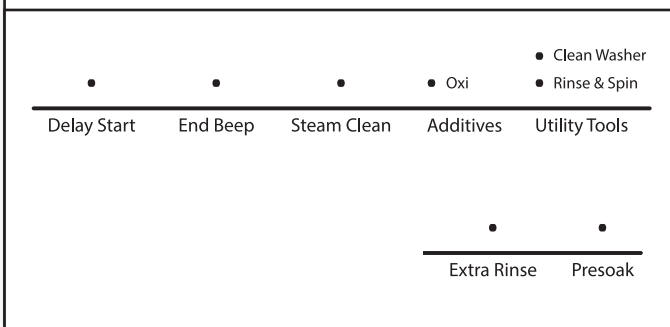 Clean Washer
Oxi Rinse & Spin
Delay Start End Beep Steam Clean Additives Utility Tools
Extra Rinse Presoak